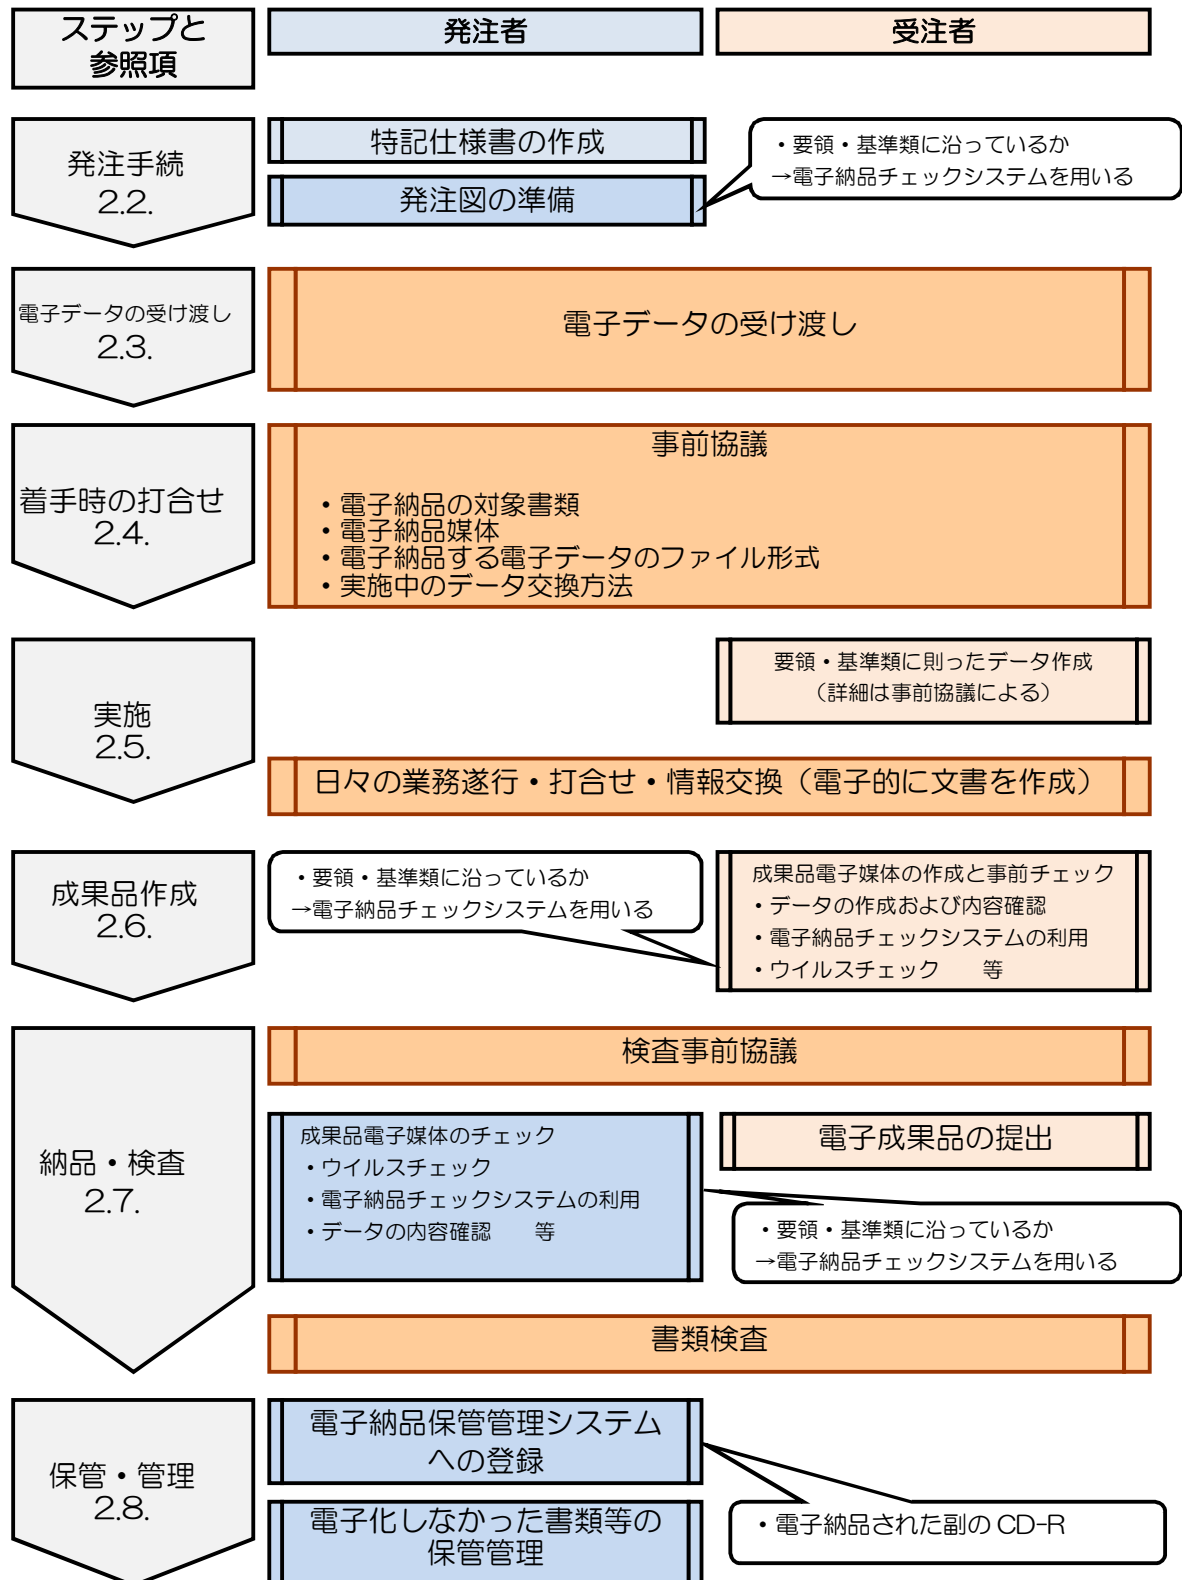 ステップと
参照項
発注者
受注者
発注手続
2.2.
特記仕様書の作成
発注図の準備
・要領・基準類に沿っているか
→電子納品チェックシステムを用いる
電子データの受け渡し
2.3.
電子データの受け渡し
着手時の打合せ
2.4.
事前協議
・電子納品の対象書類
・電子納品媒体
・電子納品する電子データのファイル形式
・実施中のデータ交換方法
実施
2.5.
要領・基準類に則ったデータ作成
（詳細は事前協議による）
日々の業務遂行・打合せ・情報交換（電子的に文書を作成）
成果品作成
2.6.
・要領・基準類に沿っているか
→電子納品チェックシステムを用いる
成果品電子媒体の作成と事前チェック
・データの作成および内容確認
・電子納品チェックシステムの利用
・ウイルスチェック　　等
納品・検査
2.7.
検査事前協議
成果品電子媒体のチェック
・ウイルスチェック
・電子納品チェックシステムの利用
・データの内容確認　　等
電子成果品の提出
・要領・基準類に沿っているか
→電子納品チェックシステムを用いる
書類検査
保管・管理
2.8.
電子納品保管管理システム
への登録
電子化しなかった書類等の
保管管理
・電子納品された副の CD-R